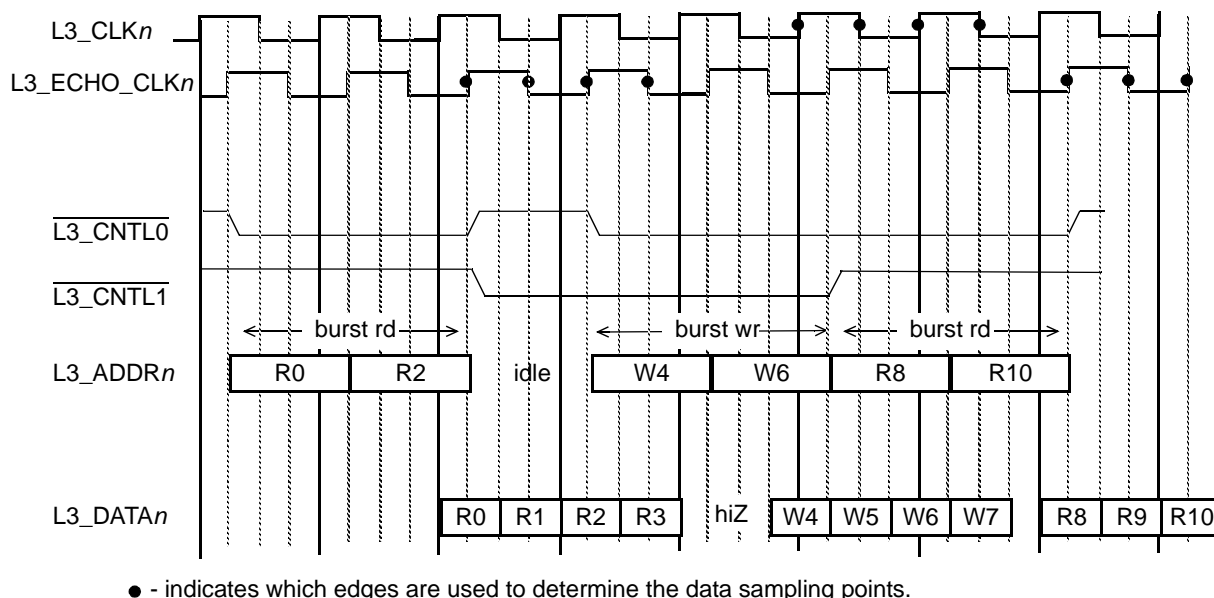 L3_CLKn
L3_ECHO_CLKn
L3_CNTL0
L3_CNTL1
burst rd burst wr burst rd
L3_ADDRn R0 R2 idle W4 W6 R8 R10
L3_DATAn R0 R1 R2 R3 hiZ W4 W5 W6 W7 R8 R9 R10
● - indicates which edges are used to determine the data sampling points.